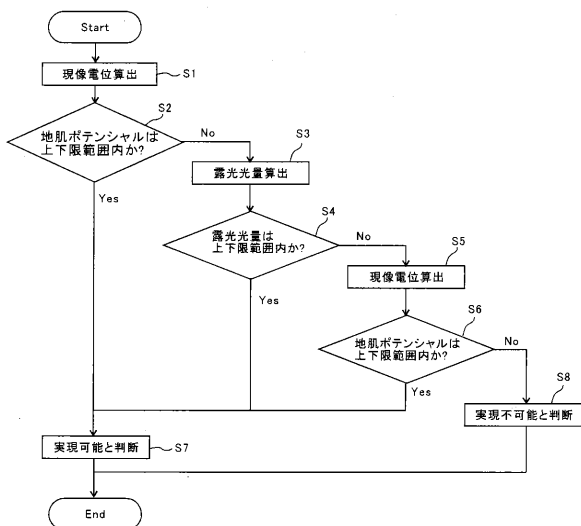 Start
現像電位算出
S1
S2
地肌ポテンシャルは
上下限範囲内か?
No
Yes
S3
露光光量算出
S4
露光光量は
上下限範囲内か?
No
Yes
S5
現像電位算出
S6
地肌ポテンシャルは
上下限範囲内か?
No
Yes
S8
実現不可能と判断
実現可能と判断
S7
End